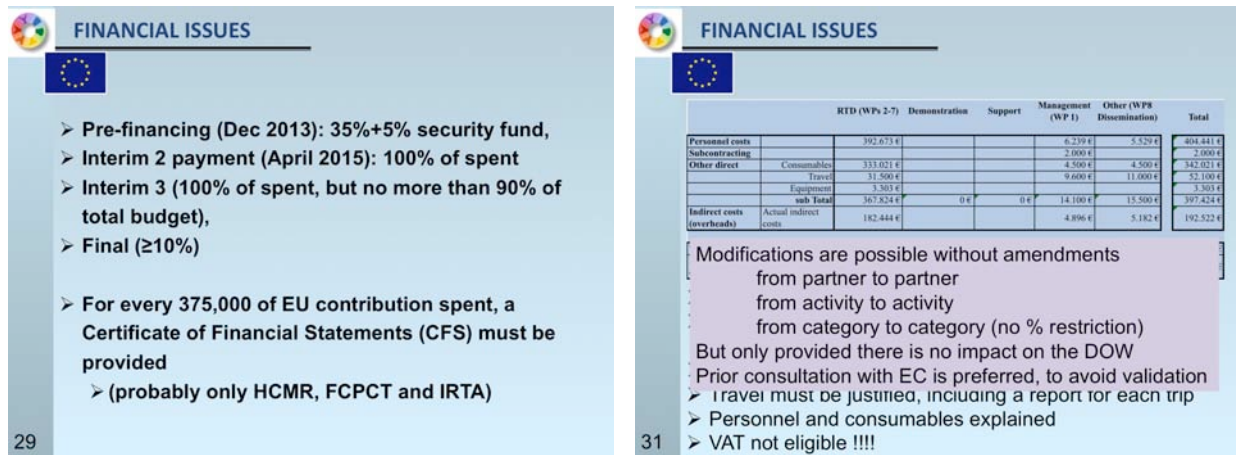 FINANCIAL ISSUES
➢ Pre-financing (Dec 2013): 35%+5% security fund,
➢ Interim 2 payment (April 2015): 100% of spent
➢ Interim 3 (100% of spent, but no more than 90% of
total budget),
➢ Final (≥10%)
➢ For every 375,000 of EU contribution spent, a
Certificate of Financial Statements (CFS) must be
provided
➢ (probably only HCMR, FCPCT and IRTA)
29
FINANCIAL ISSUES
RTD (WPs 2-7) Demonstration Support Management (WP 1) Other (WP8 Dissemination) Total
Personnel costs 392.673 € 6.239 € 5.529 € 404.441 €
Subcontracting 2.000 € 2.000 €
Other direct Consumables 333.021 € 4.500 € 4.500 € 342.021 €
Travel 31.500 € 9.600 € 11.000 € 52.100 €
Equipment 3.303 € 3.303 €
sub Total 367.824 € 0 € 0 € 14.100 € 15.500 € 397.424 €
Indirect costs (overheads) Actual indirect costs 182.444 € 4.896 € 5.182 € 192.522 €
Modifications are possible without amendments
from partner to partner
from activity to activity
from category to category (no % restriction)
But only provided there is no impact on the DOW
Prior consultation with EC is preferred, to avoid validation
➢ Travel must be justified, including a report for each trip
➢ Personnel and consumables explained
➢ VAT not eligible !!!!
31